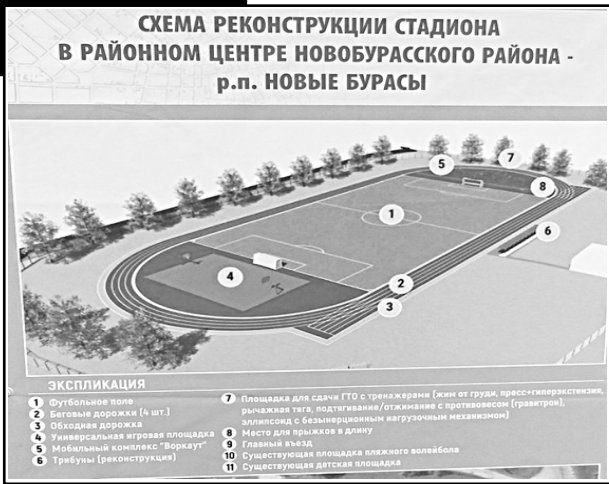 СХЕМА РЕКОНСТРУКЦИИ СТАДИОНА
В РАЙОННОМ ЦЕНТРЕ НОВОБУРАССКОГО РАЙОНА -
р.п. НОВЫЕ БУРАСЫ
5
7
8
1
6
4
2
3
ЭКСПЛИКАЦИЯ
1 Футбольное поле
2 Беговые дорожки (4 шт.)
3 Обходная дорожка
4 Универсальная игровая площадка
5 Мобильный комплекс "Воркаут"
6 Трибуны (реконструкция)
7 Площадка для сдачи ГТО с тренажерами (жим от груди, пресс+гиперэкстензия,
рычажная тяга, подтягивание/отжимание с противовесом (гравитрон),
эллипсоид с безынерционным нагрузочным механизмом)
8 Место для прыжков в длину
9 Главный въезд
10 Существующая площадка пляжного волейбола
11 Существующая детская площадка